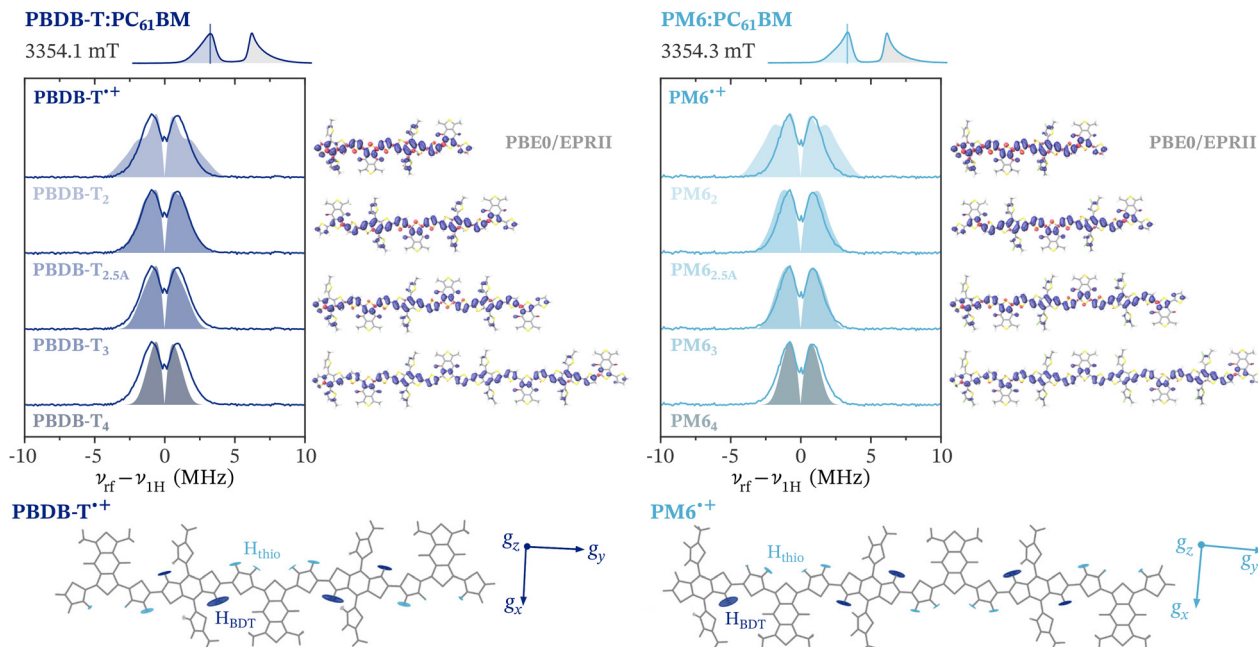 PBDB-T:PC₆₁BM
3354.1 mT
PBDB-T•⁺
PBE0/EPRII
PBDB-T₂
PBDB-T₂.₅A
PBDB-T₃
PBDB-T₄
-10 -5 0 5 10
νrf − ν1H (MHz)
PM6:PC₆₁BM
3354.3 mT
PM6•⁺
PBE0/EPRII
PM6₂
PM6₂.₅A
PM6₃
PM6₄
-10 -5 0 5 10
νrf − ν1H (MHz)
PBDB-T•⁺
Hthio
HBDT
gz
gy
gx
PM6•⁺
Hthio
HBDT
gz
gy
gx